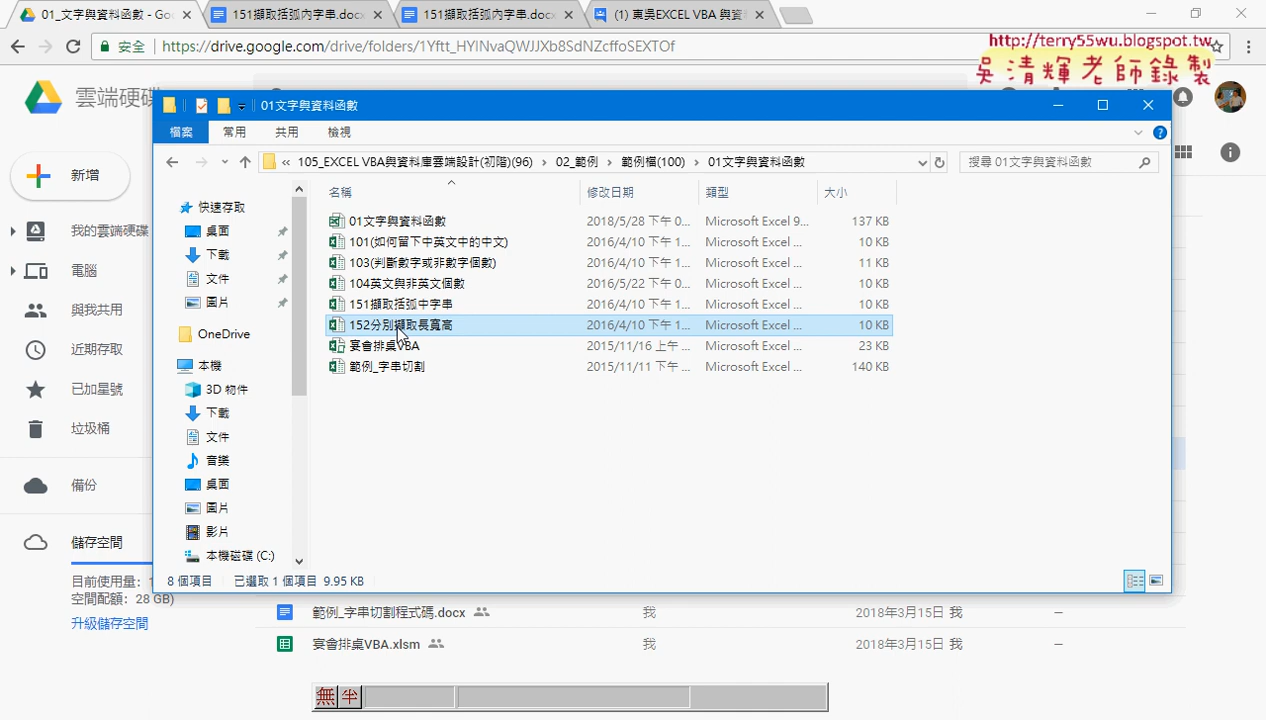 01_文字與資料函數 - Goo
151擷取括弧內字串.docx
151擷取括弧內字串.docx
(1) 東吳EXCEL VBA 與資
安全
https://drive.google.com/drive/folders/1Yftt_HYlNvaQWJJXb8SdNZcffoSEXTOf
http://terry55wu.blogspot.tw
吳清輝老師錄製
雲端硬碟
新增
我的雲端硬碟
電腦
與我共用
近期存取
已加星號
垃圾桶
備份
儲存空間
目前使用量: 1
空間配額: 28 GB)
升級儲存空間
01文字與資料函數
檔案
常用
共用
檢視
« 105_EXCEL VBA與資料庫雲端設計(初階)(96) › 02_範例 › 範例檔(100) › 01文字與資料函數
搜尋 01文字與資料函數
快速存取
桌面
下載
文件
圖片
OneDrive
本機
3D 物件
下載
文件
音樂
桌面
圖片
影片
本機磁碟 (C:)
名稱 修改日期 類型 大小
01文字與資料函數 2018/5/28 下午 0... Microsoft Excel 9... 137 KB
101(如何留下中英文中的中文) 2016/4/10 下午 1... Microsoft Excel ... 10 KB
103(判斷數字或非數字個數) 2016/4/10 下午 1... Microsoft Excel ... 11 KB
104英文與非英文個數 2016/5/22 下午 0... Microsoft Excel ... 10 KB
151擷取括弧中字串 2016/4/10 下午 1... Microsoft Excel ... 10 KB
152分別擷取長寬高 2016/4/10 下午 1... Microsoft Excel ... 10 KB
宴會排桌VBA 2015/11/16 上午 ... Microsoft Excel ... 23 KB
範例_字串切割 2015/11/11 下午 ... Microsoft Excel ... 140 KB
8 個項目 已選取 1 個項目 9.95 KB
範例_字串切割程式碼.docx 我 2018年3月15日 我 —
宴會排桌VBA.xlsm 我 2018年3月15日 我 —
無半